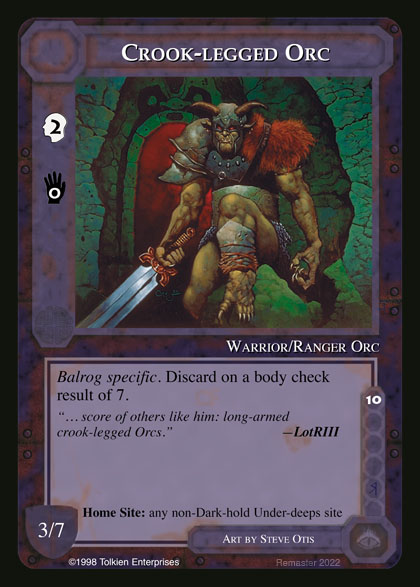 Crook-legged Orc
2
0
Warrior/Ranger Orc
Balrog specific. Discard on a body check
result of 7.
“… score of others like him: long-armed
crook-legged Orcs.” —LotRIII
10
Home Site: any non-Dark-hold Under-deeps site
3/7
Art by Steve Otis
©1998 Tolkien Enterprises
Remaster 2022